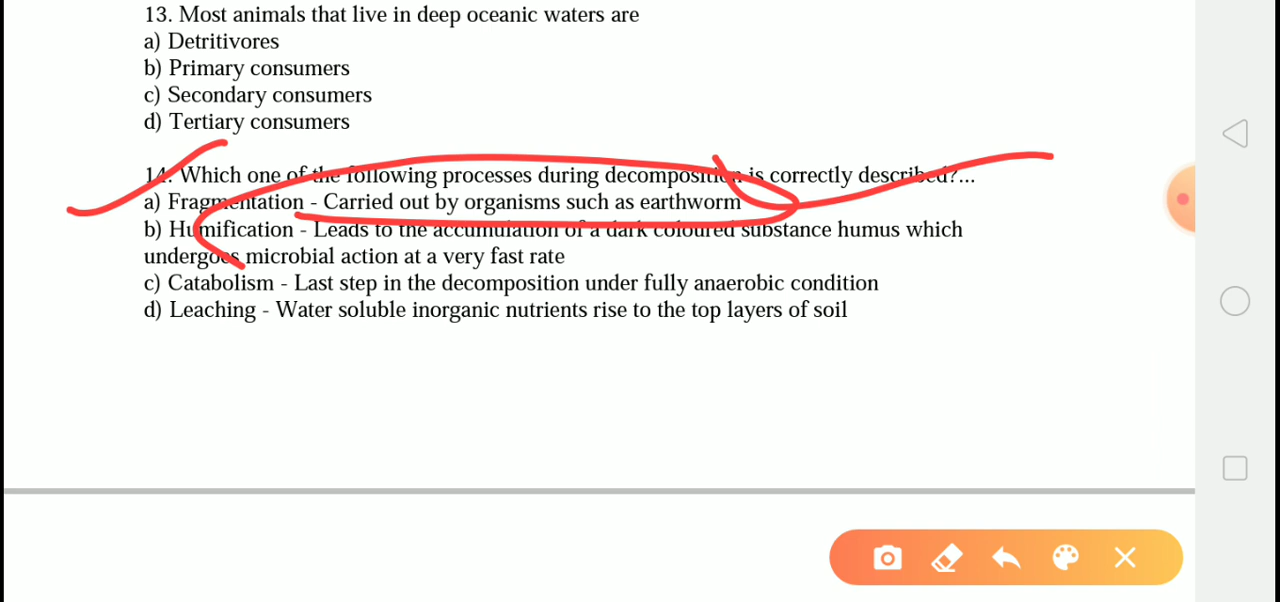 13. Most animals that live in deep oceanic waters are
a) Detritivores
b) Primary consumers
c) Secondary consumers
d) Tertiary consumers
14. Which one of the following processes during decomposition is correctly described?...
a) Fragmentation - Carried out by organisms such as earthworm
b) Humification - Leads to the accumulation of a dark coloured substance humus which
undergoes microbial action at a very fast rate
c) Catabolism - Last step in the decomposition under fully anaerobic condition
d) Leaching - Water soluble inorganic nutrients rise to the top layers of soil